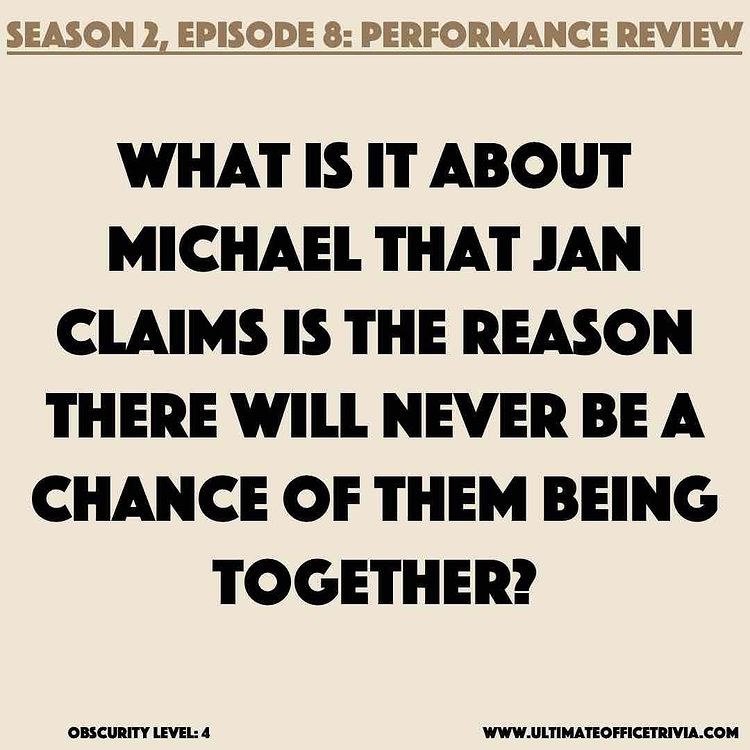 SEASON 2, EPISODE 8: PERFORMANCE REVIEW
WHAT IS IT ABOUT
MICHAEL THAT JAN
CLAIMS IS THE REASON
THERE WILL NEVER BE A
CHANCE OF THEM BEING
TOGETHER?
OBSCURITY LEVEL: 4
WWW.ULTIMATEOFFICETRIVIA.COM